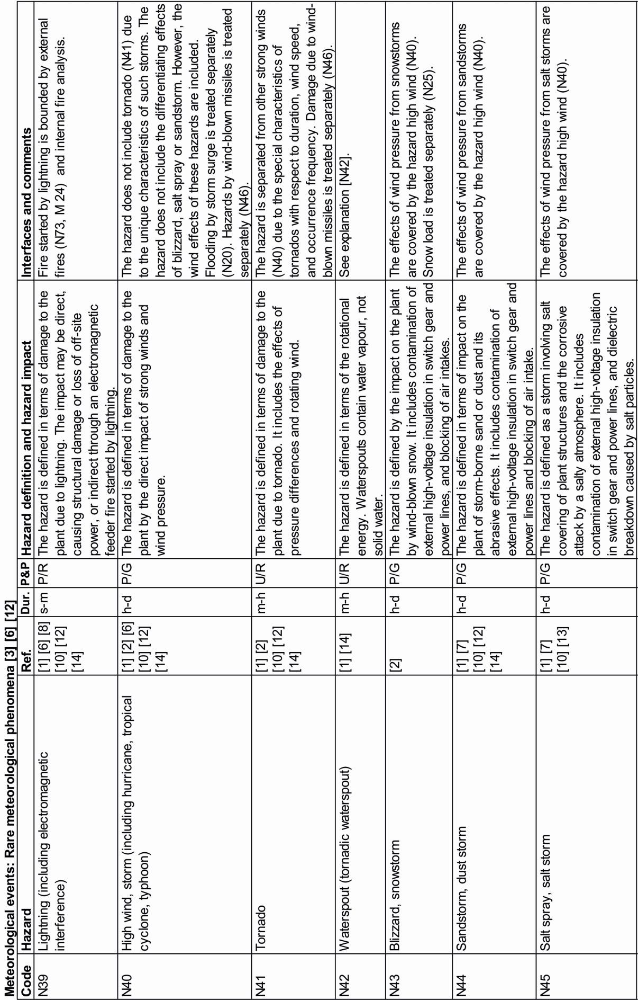 Meteorological events: Rare meteorological phenomena [3] [6] [12]
Code Hazard Ref. Dur. P&P Hazard definition and hazard impact Interfaces and comments
N39
Lightning (including electromagnetic
interference)
[1] [6] [8]
[10] [12]
[14]
s-m
P/R
The hazard is defined in terms of damage to the
plant due to lightning. The impact may be direct,
causing structural damage or loss of off-site
power, or indirect through an electromagnetic
feeder fire started by lightning.
Fire started by lightning is bounded by external
fires (N73, M 24) and internal fire analysis.
N40
High wind, storm (including hurricane, tropical
cyclone, typhoon)
[1] [2] [6]
[10] [12]
[14]
h-d
P/G
The hazard is defined in terms of damage to the
plant by the direct impact of strong winds and
wind pressure.
The hazard does not include tornado (N41) due
to the unique characteristics of such storms. The
hazard does not include the differentiating effects
of blizzard, salt spray or sandstorm. However, the
wind effects of these hazards are included.
Flooding by storm surge is treated separately
(N20). Hazards by wind-blown missiles is treated
separately (N46).
N41
Tornado
[1] [2]
[10] [12]
[14]
m-h
U/R
The hazard is defined in terms of damage to the
plant due to tornado. It includes the effects of
pressure differences and rotating wind.
The hazard is separated from other strong winds
(N40) due to the special characteristics of
tornados with respect to duration, wind speed,
and occurrence frequency. Damage due to wind-
blown missiles is treated separately (N46).
N42
Waterspout (tornadic waterspout)
[1] [14]
m-h
U/R
The hazard is defined in terms of the rotational
energy. Waterspouts contain water vapour, not
solid water.
See explanation [N42].
N43
Blizzard, snowstorm
[2]
h-d
P/G
The hazard is defined by the impact on the plant
by wind-blown snow. It includes contamination of
external high-voltage insulation in switch gear and
power lines, and blocking of air intakes.
The effects of wind pressure from snowstorms
are covered by the hazard high wind (N40).
Snow load is treated separately (N25).
N44
Sandstorm, dust storm
[1] [7]
[10] [12]
[14]
h-d
P/G
The hazard is defined in terms of impact on the
plant of storm-borne sand or dust and its
abrasive effects. It includes contamination of
external high-voltage insulation in switch gear and
power lines and blocking of air intake.
The effects of wind pressure from sandstorms
are covered by the hazard high wind (N40).
N45
Salt spray, salt storm
[1] [7]
[10] [13]
h-d
P/G
The hazard is defined as a storm involving salt
covering of plant structures and the corrosive
attack by a salty atmosphere. It includes
contamination of external high-voltage insulation
in switch gear and power lines, and dielectric
breakdown caused by salt particles.
The effects of wind pressure from salt storms are
covered by the hazard high wind (N40).